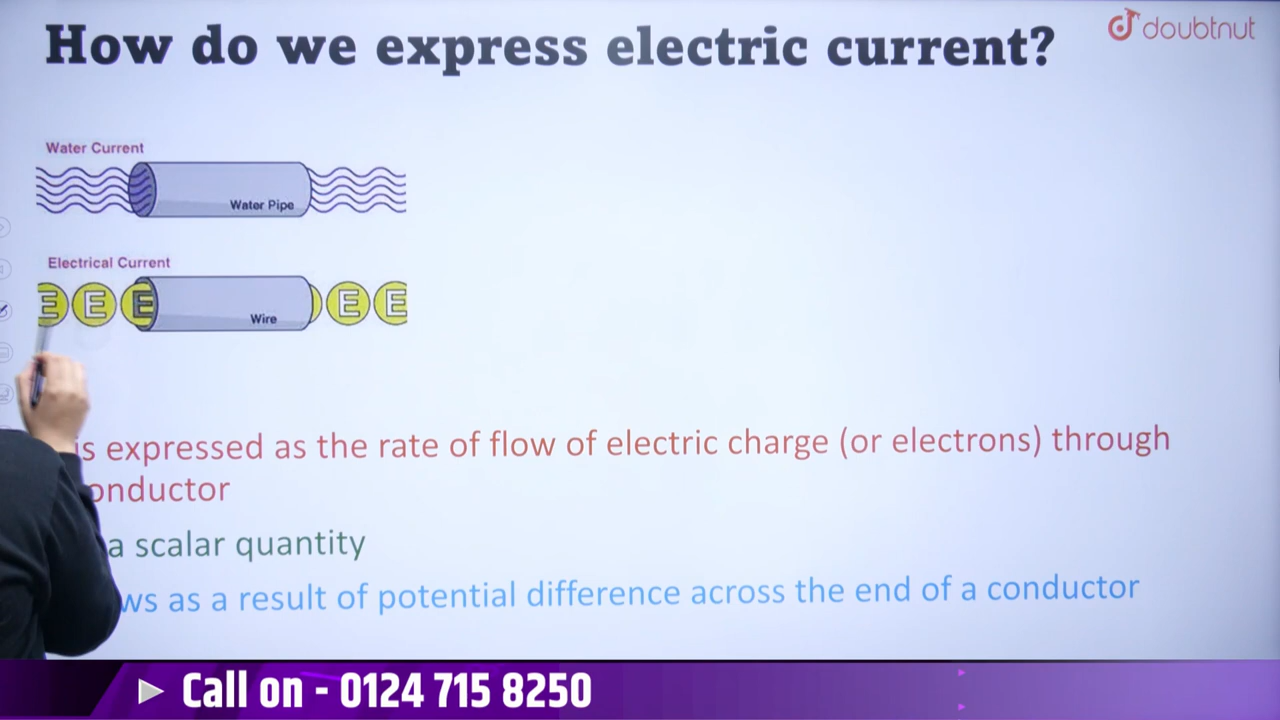 How do we express electric current?
doubtnut
Water Current
Water Pipe
Electrical Current
E E E E E
Wire
is expressed as the rate of flow of electric charge (or electrons) through
onductor
a scalar quantity
ws as a result of potential difference across the end of a conductor
Call on - 0124 715 8250